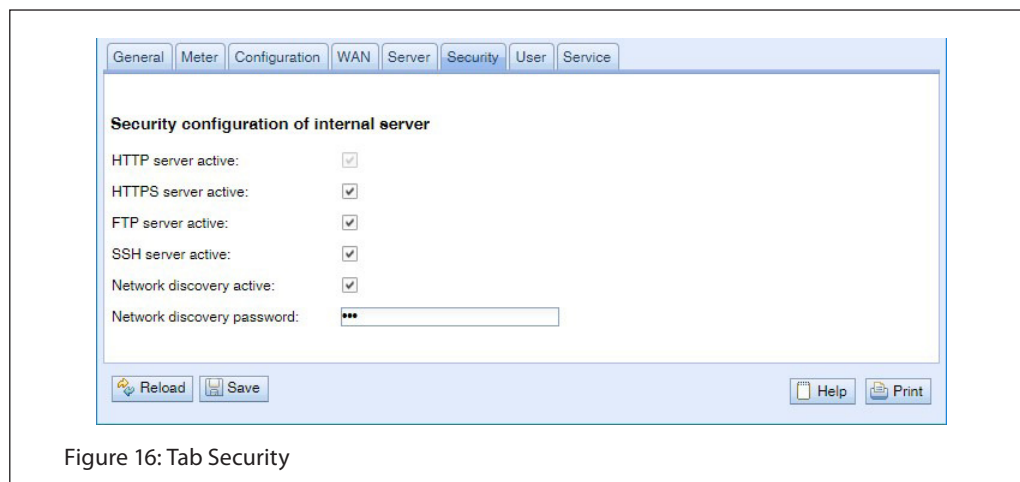 General Meter Configuration WAN Server Security User Service
Security configuration of internal server
HTTP server active:
HTTPS server active:
FTP server active:
SSH server active:
Network discovery active:
Network discovery password: •••
Reload Save Help Print
Figure 16: Tab Security